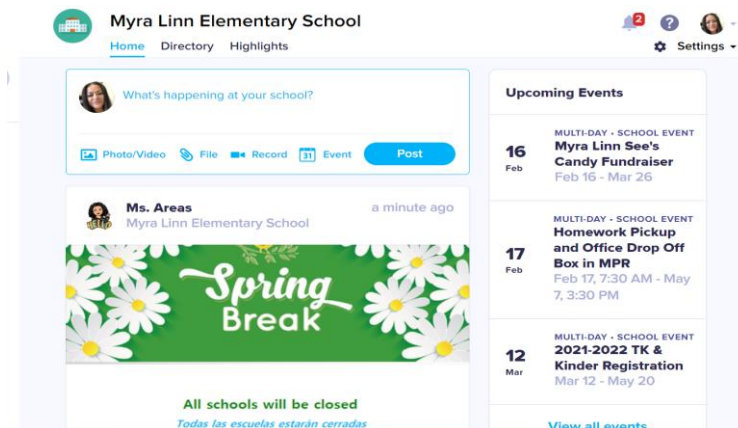 Myra Linn Elementary School
2
?
Home Directory Highlights
Settings
What's happening at your school?
Photo/Video File Record 31 Event Post
Ms. Areas
a minute ago
Myra Linn Elementary School
HELLO
Spring
Break
All schools will be closed
Todas las escuelas estarán cerradas
Upcoming Events
16
Feb
MULTI-DAY • SCHOOL EVENT
Myra Linn See's
Candy Fundraiser
Feb 16 - Mar 26
17
Feb
MULTI-DAY • SCHOOL EVENT
Homework Pickup
and Office Drop Off
Box in MPR
Feb 17, 7:30 AM - May
7, 3:30 PM
12
Mar
MULTI-DAY • SCHOOL EVENT
2021-2022 TK &
Kinder Registration
Mar 12 - May 20
View all events